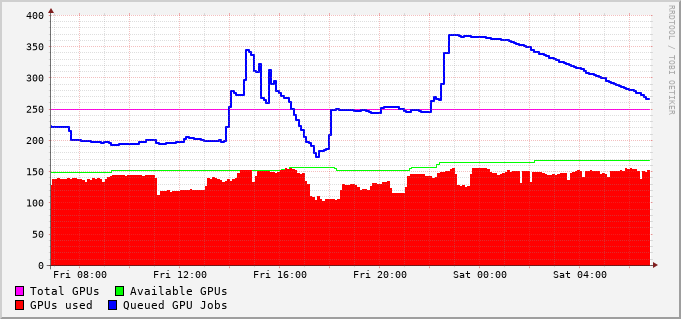 400
350
300
250
200
150
100
50
0
Fri 08:00 Fri 12:00 Fri 16:00 Fri 20:00 Sat 00:00 Sat 04:00
Total GPUs Available GPUs
GPUs used Queued GPU Jobs
RRDTOOL / TOBI OETIKER